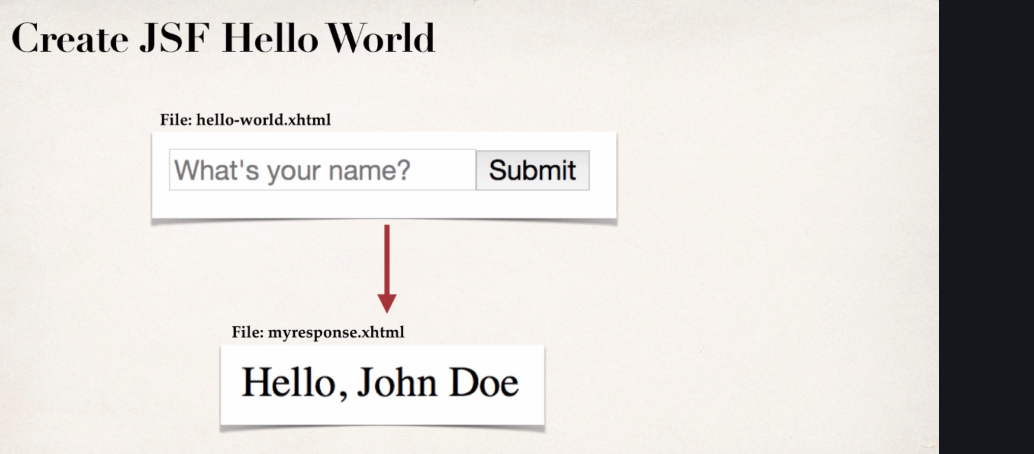 Create JSF Hello World
File: hello-world.xhtml
What's your name? Submit
File: myresponse.xhtml
Hello, John Doe